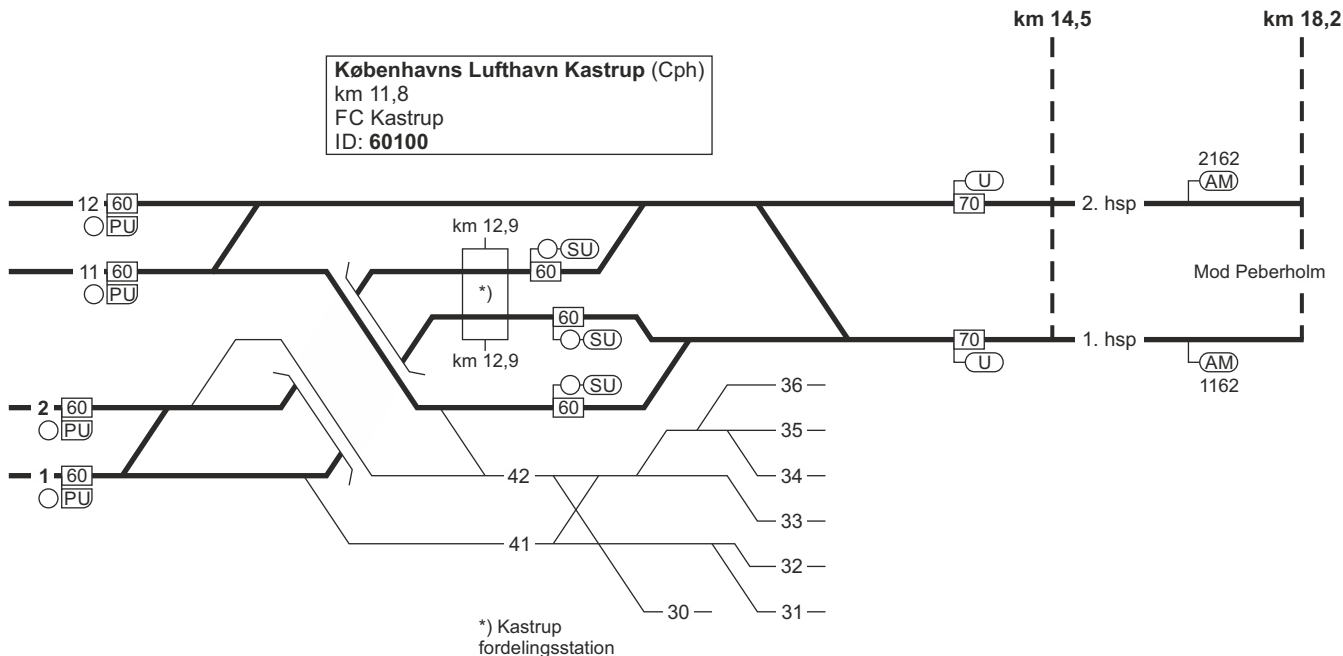 km 14,5
km 18,2
Københavns Lufthavn Kastrup (Cph)
km 11,8
FC Kastrup
ID: 60100
2162
U
AM
12
60
70
2. hsp
PU
km 12,9
SU
11
60
60
Mod Peberholm
PU
*)
60
SU
km 12,9
70
1. hsp
U
AM
SU
36
1162
2
60
60
PU
35
1
60
42
34
PU
33
41
32
30
31
*) Kastrup
fordelingsstation